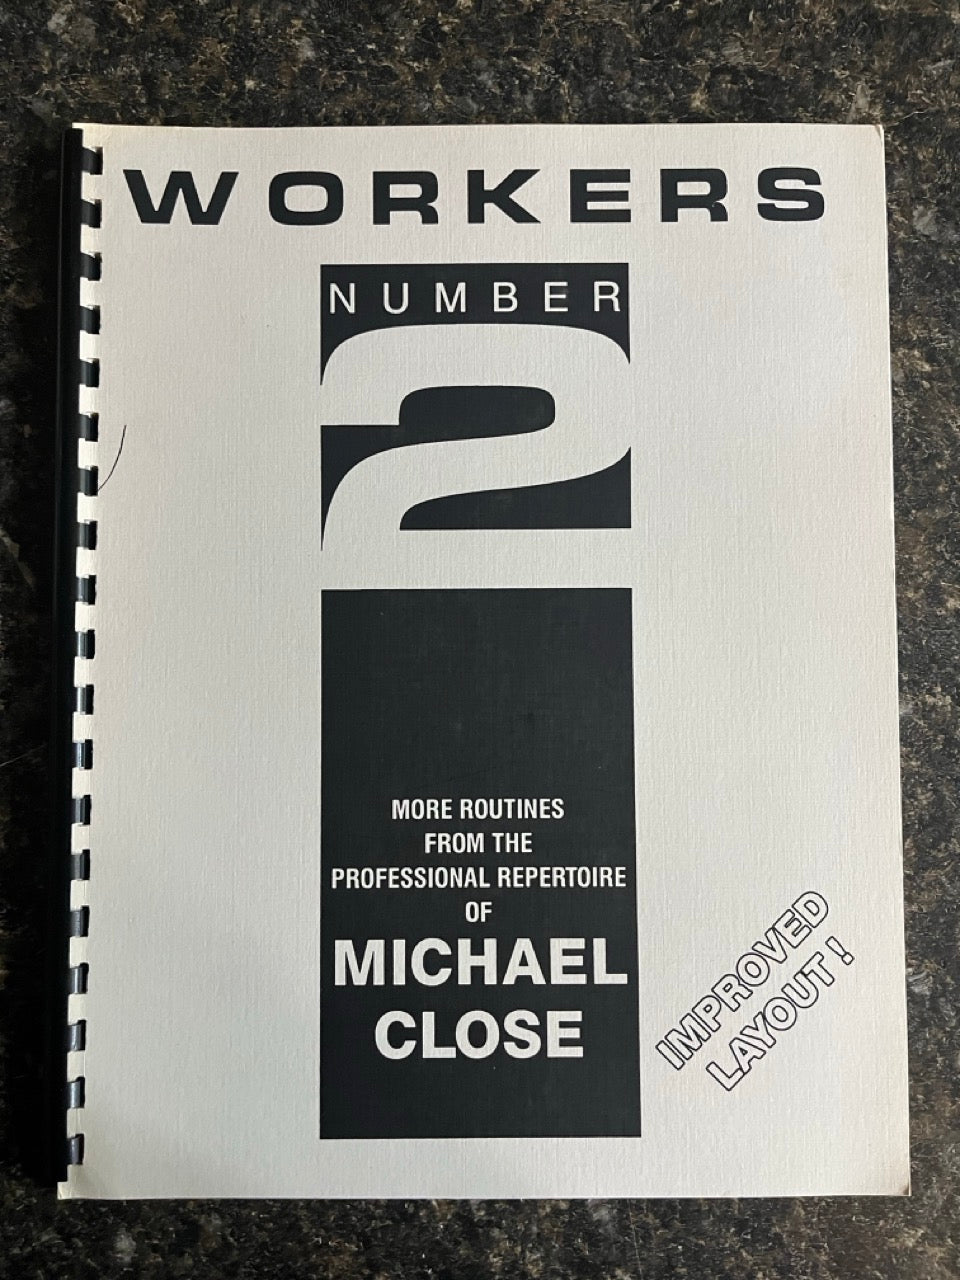 WORKERS
NUMBER
2
MORE ROUTINES
FROM THE
PROFESSIONAL REPERTOIRE
OF
MICHAEL
CLOSE
IMPROVED
LAYOUT!